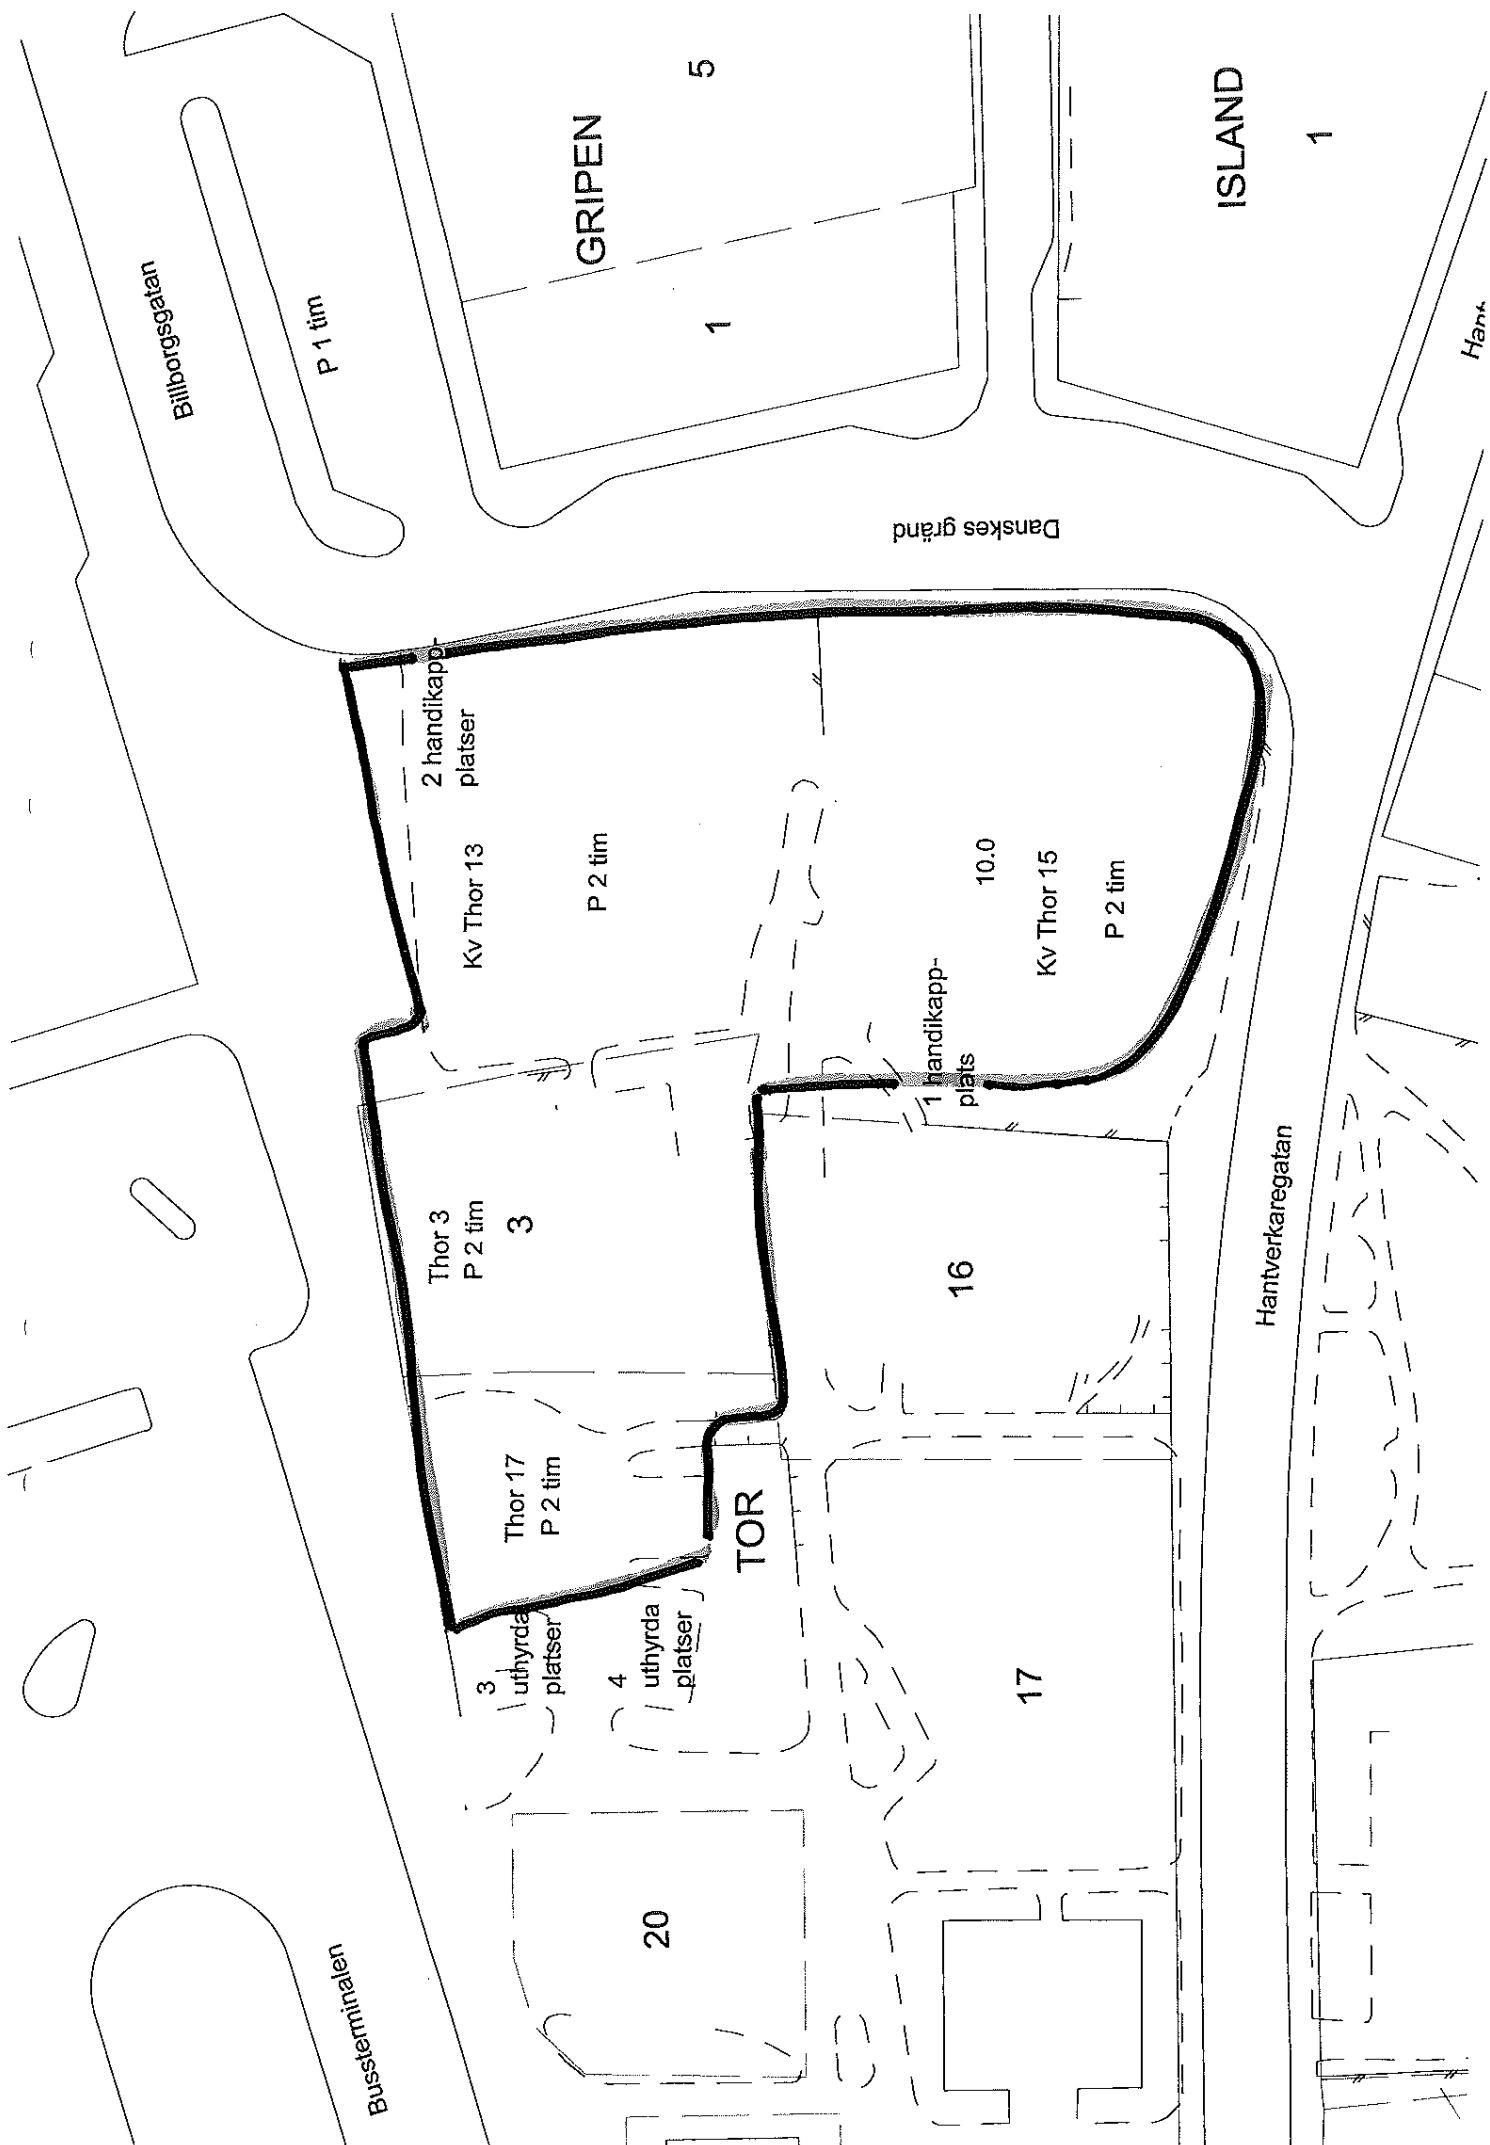 Billborgsgatan
P 1 tim
GRIPEN
5
1
ISLAND
1
Hant
Danskes gränd
2 handikapp-
platser
Kv Thor 13
P 2 tim
10.0
Kv Thor 15
P 2 tim
1 handikapp-
plats
Thor 3
P 2 tim
3
16
Hantverkaregatan
Thor 17
P 2 tim
TOR
3
uthyrda
platser
4
uthyrda
platser
17
20
Bussterminalen